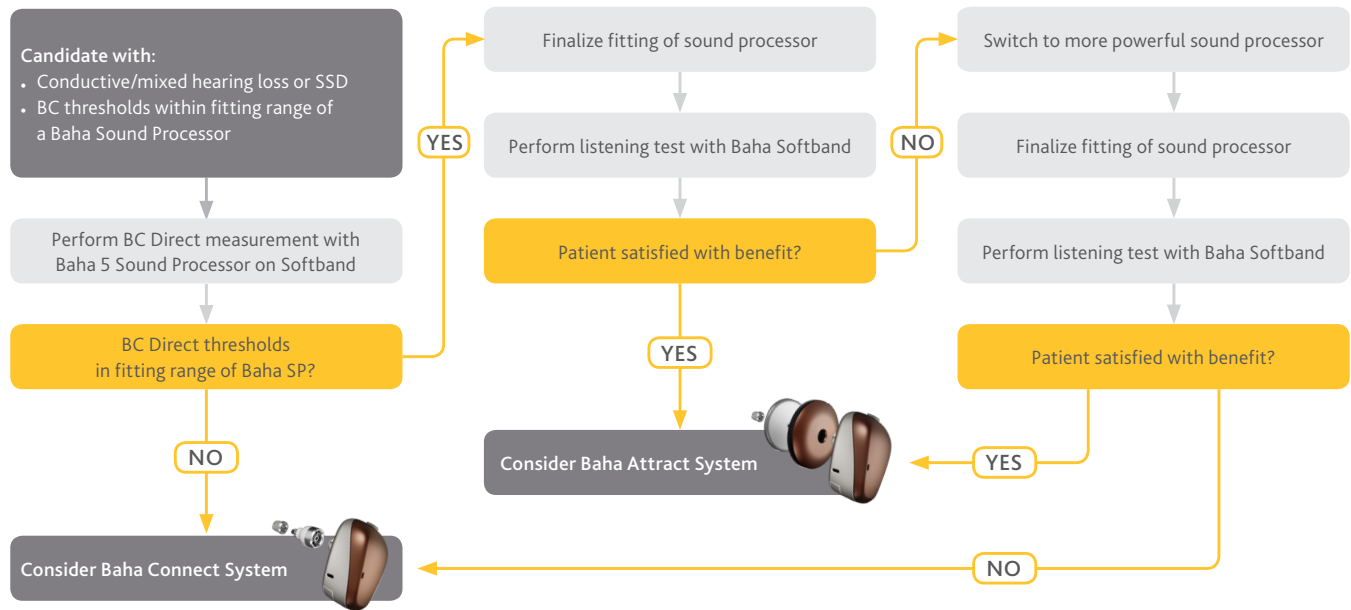 Candidate with:
• Conductive/mixed hearing loss or SSD
• BC thresholds within fitting range of
a Baha Sound Processor
Perform BC Direct measurement with
Baha 5 Sound Processor on Softband
BC Direct thresholds
in fitting range of Baha SP?
NO
Consider Baha Connect System
YES
Finalize fitting of sound processor
Perform listening test with Baha Softband
Patient satisfied with benefit?
YES
Consider Baha Attract System
NO
Switch to more powerful sound processor
Finalize fitting of sound processor
Perform listening test with Baha Softband
Patient satisfied with benefit?
YES
NO